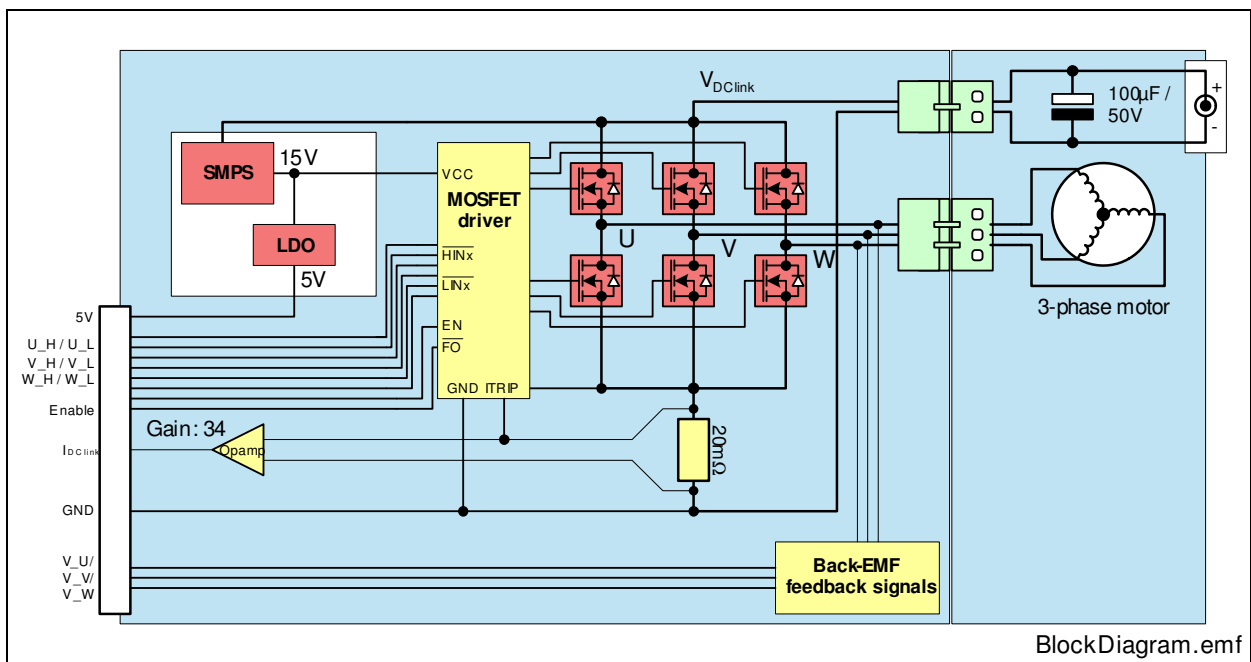 V DClink
100µF /
50V
+
-
SMPS
15V
LDO
5V
VCC
MOSFET
driver
HINx
LINx
EN
FO
GND ITRIP
U
V
W
3-phase motor
5V
U_H / U_L
V_H / V_L
W_H / W_L
Enable
I DClink
GND
V_U/
V_V/
V_W
Gain: 34
Opamp
20mΩ
Back-EMF
feedback signals
BlockDiagram.emf